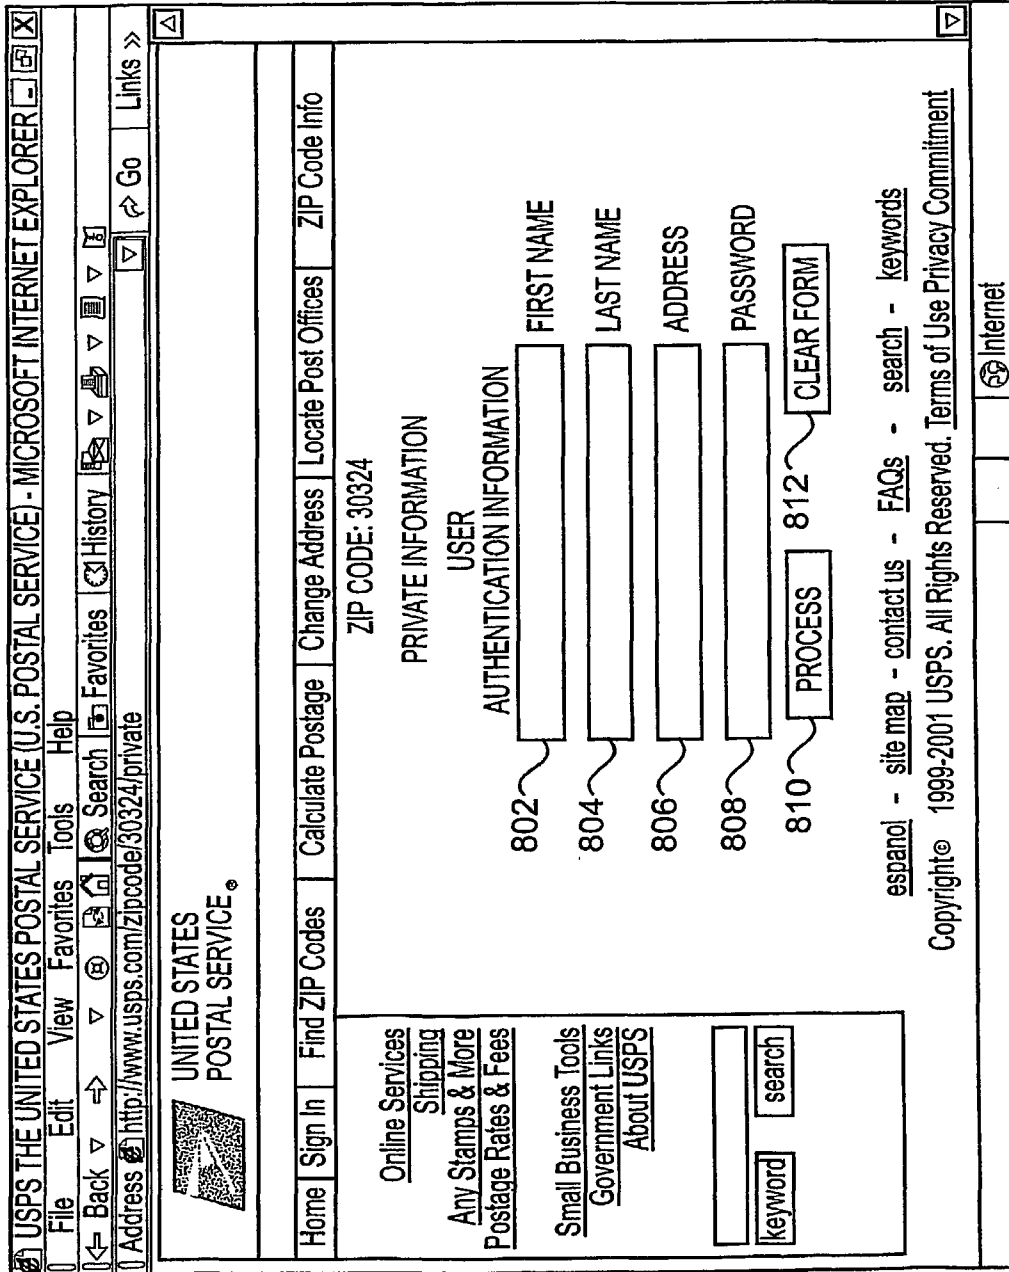 USPS THE UNITED STATES POSTAL SERVICE (U.S. POSTAL SERVICE) - MICROSOFT INTERNET EXPLORER
File Edit View Favorites Tools Help
Back Search Favorites History
Address http://www.usps.com/zipcode/30324/private Go Links »
UNITED STATES
POSTAL SERVICE®
Home Sign In Find ZIP Codes Calculate Postage Change Address Locate Post Offices ZIP Code Info
Online Services
Shipping
Any Stamps & More
Postage Rates & Fees
Small Business Tools
Government Links
About USPS
keyword search
ZIP CODE: 30324
PRIVATE INFORMATION
USER
AUTHENTICATION INFORMATION
802 FIRST NAME
804 LAST NAME
806 ADDRESS
808 PASSWORD
810 PROCESS 812 CLEAR FORM
espanol - site map - contact us - FAQs - search - keywords
Copyright© 1999-2001 USPS. All Rights Reserved. Terms of Use Privacy Commitment
Internet